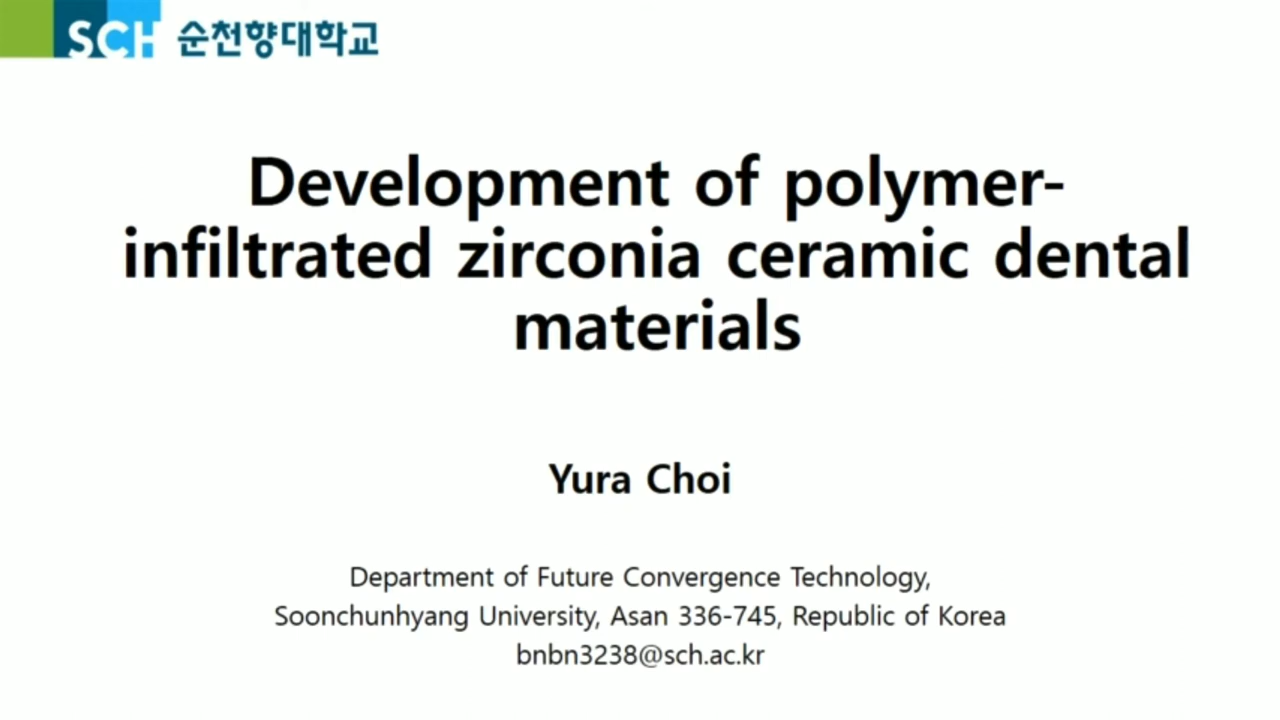 SCH 순천향대학교
Development of polymer-
infiltrated zirconia ceramic dental
materials
Yura Choi
Department of Future Convergence Technology,
Soonchunhyang University, Asan 336-745, Republic of Korea
bnbn3238@sch.ac.kr